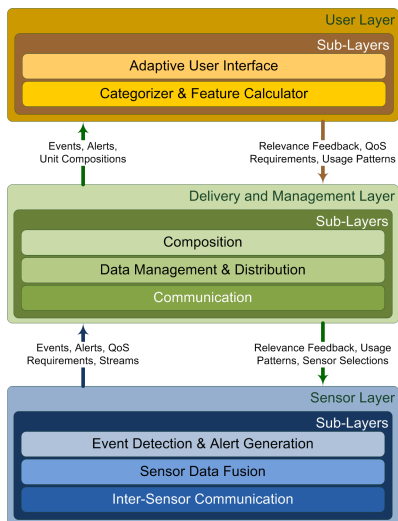 User Layer
Sub-Layers
Adaptive User Interface
Categorizer & Feature Calculator
Events, Alerts,
Unit Compositions
Relevance Feedback, QoS
Requirements, Usage Patterns
Delivery and Management Layer
Sub-Layers
Composition
Data Management & Distribution
Communication
Events, Alerts, QoS
Requirements, Streams
Relevance Feedback, Usage
Patterns, Sensor Selections
Sensor Layer
Sub-Layers
Event Detection & Alert Generation
Sensor Data Fusion
Inter-Sensor Communication